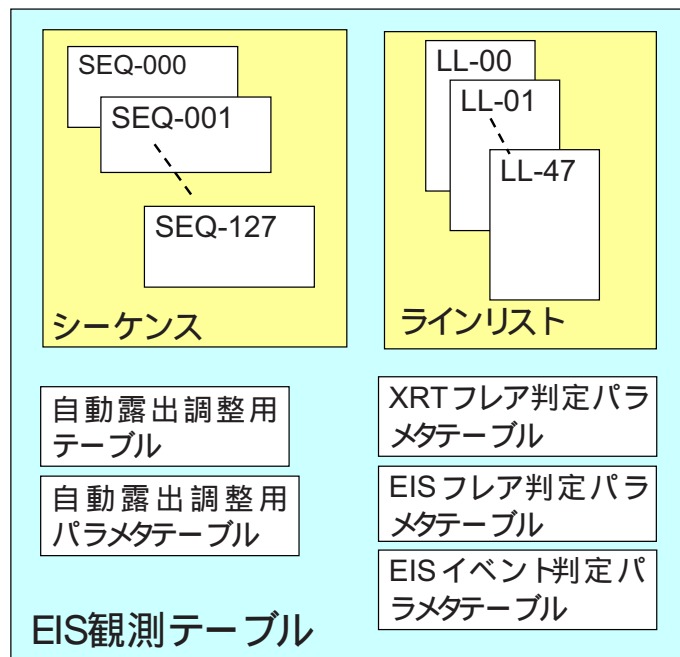 SEQ-000
SEQ-001
SEQ-127
シーケンス
LL-00
LL-01
LL-47
ラインリスト
自動露出調整用
テーブル
自動露出調整用
パラメタテーブル
XRTフレア判定パラ
メタテーブル
EISフレア判定パラ
メタテーブル
EISイベント判定パ
ラメタテーブル
EIS観測テーブル